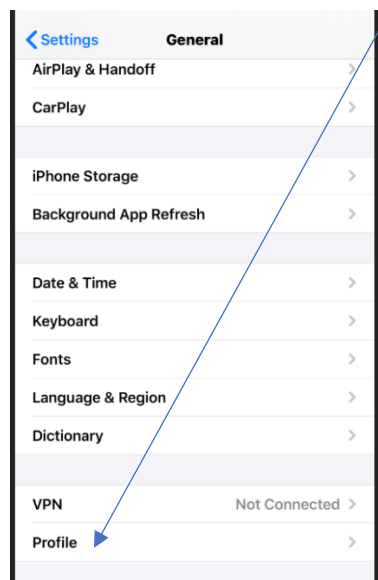 Settings General
AirPlay & Handoff
CarPlay
iPhone Storage
Background App Refresh
Date & Time
Keyboard
Fonts
Language & Region
Dictionary
VPN Not Connected
Profile